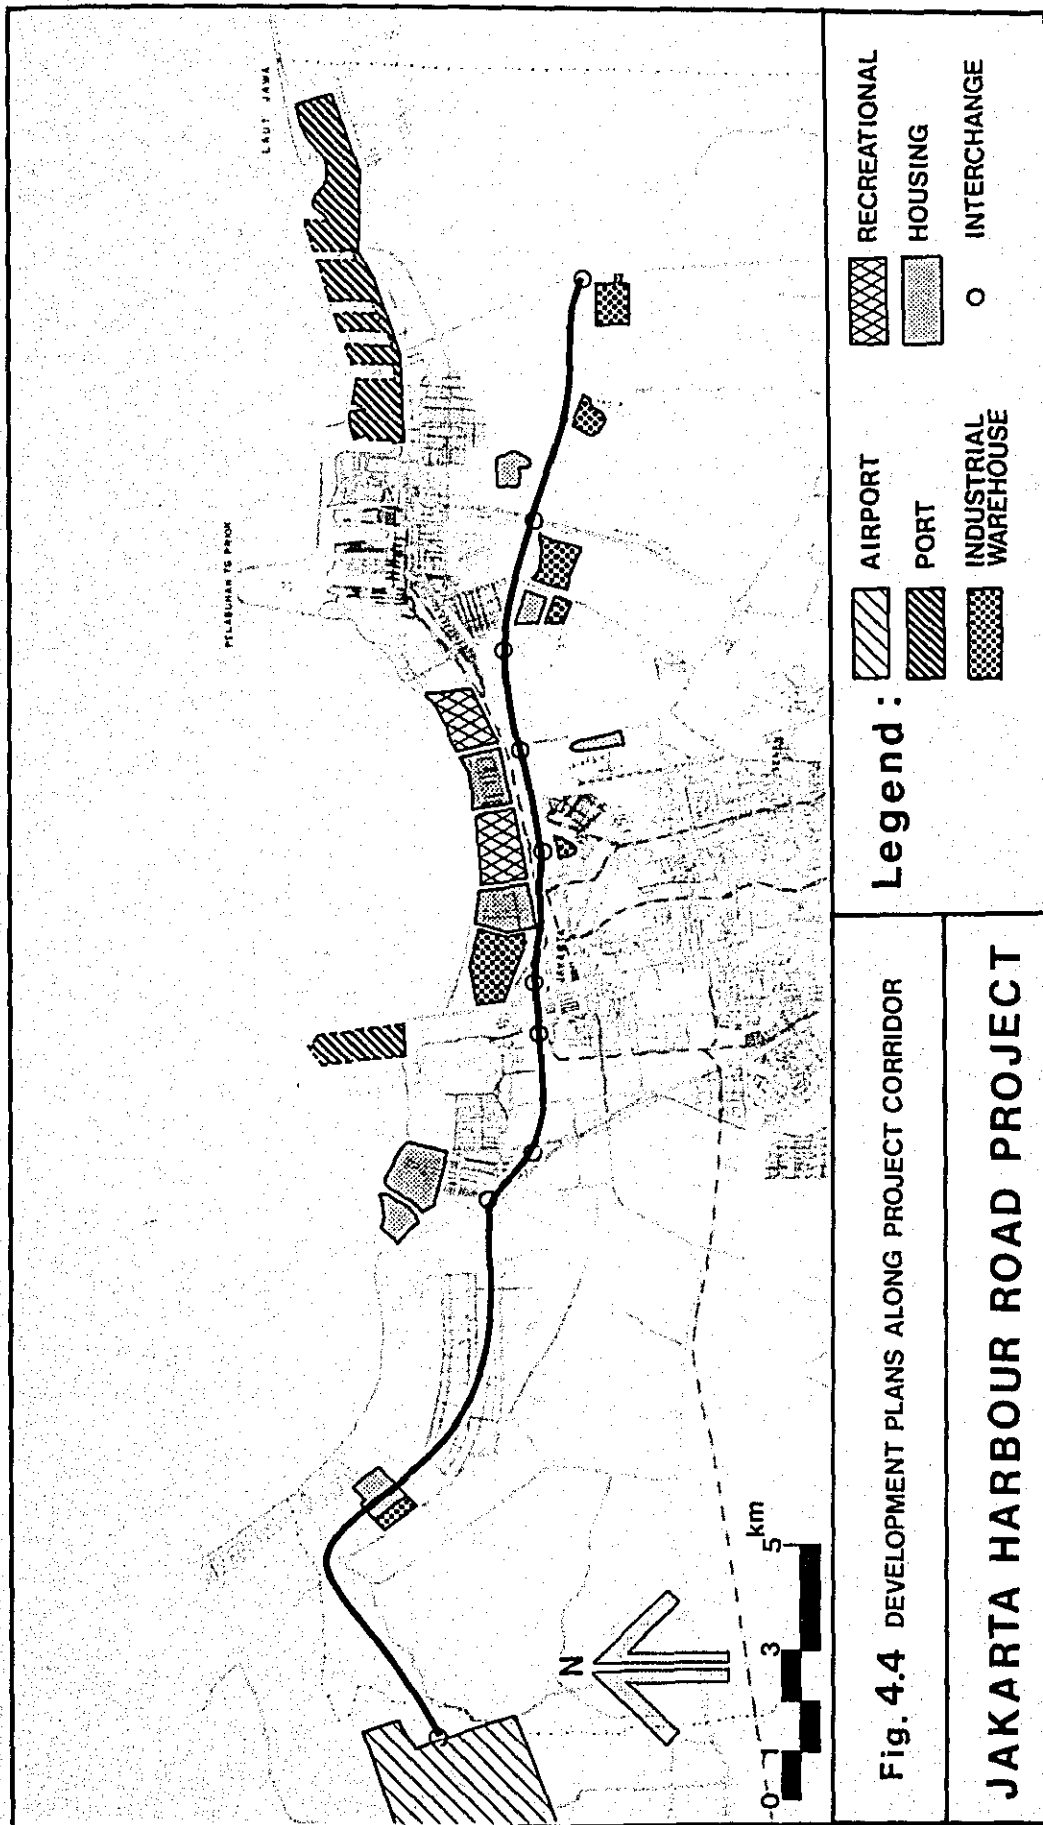 LAUT JAWA
PELABUHAN TG PRIOK
N
0 1 3 5
km
Fig. 4.4 DEVELOPMENT PLANS ALONG PROJECT CORRIDOR
JAKARTA HARBOUR ROAD PROJECT
Legend :
AIRPORT
PORT
INDUSTRIAL
WAREHOUSE
RECREATIONAL
HOUSING
INTERCHANGE